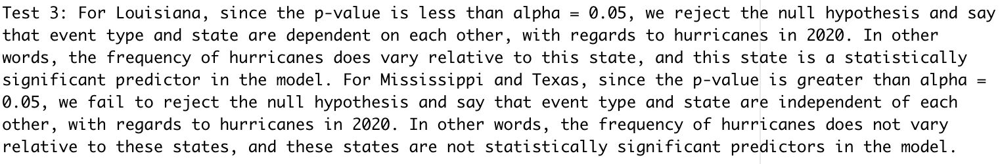 Test 3: For Louisiana, since the p-value is less than alpha = 0.05, we reject the null hypothesis and say
that event type and state are dependent on each other, with regards to hurricanes in 2020. In other
words, the frequency of hurricanes does vary relative to this state, and this state is a statistically
significant predictor in the model. For Mississippi and Texas, since the p-value is greater than alpha =
0.05, we fail to reject the null hypothesis and say that event type and state are independent of each
other, with regards to hurricanes in 2020. In other words, the frequency of hurricanes does not vary
relative to these states, and these states are not statistically significant predictors in the model.